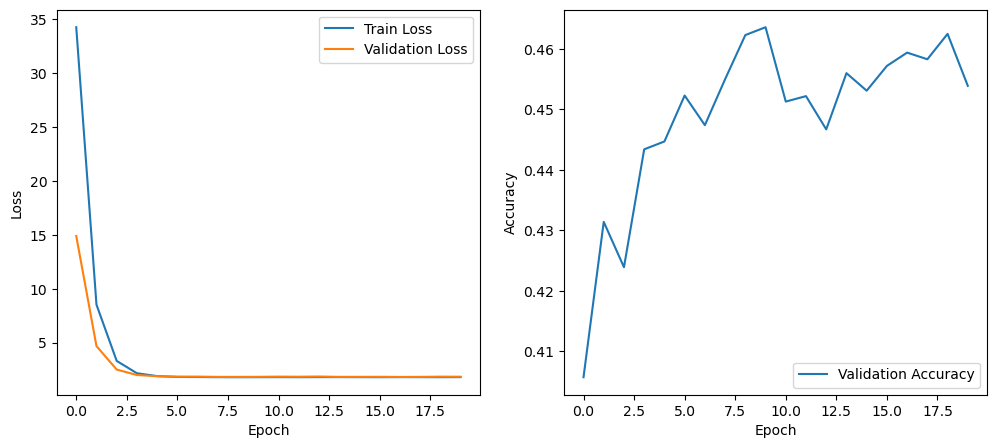 35
30
25
20
15
10
5
Loss
0.0 2.5 5.0 7.5 10.0 12.5 15.0 17.5
Epoch
Train Loss
Validation Loss
0.46
0.45
0.44
0.43
0.42
0.41
Accuracy
0.0 2.5 5.0 7.5 10.0 12.5 15.0 17.5
Epoch
Validation Accuracy